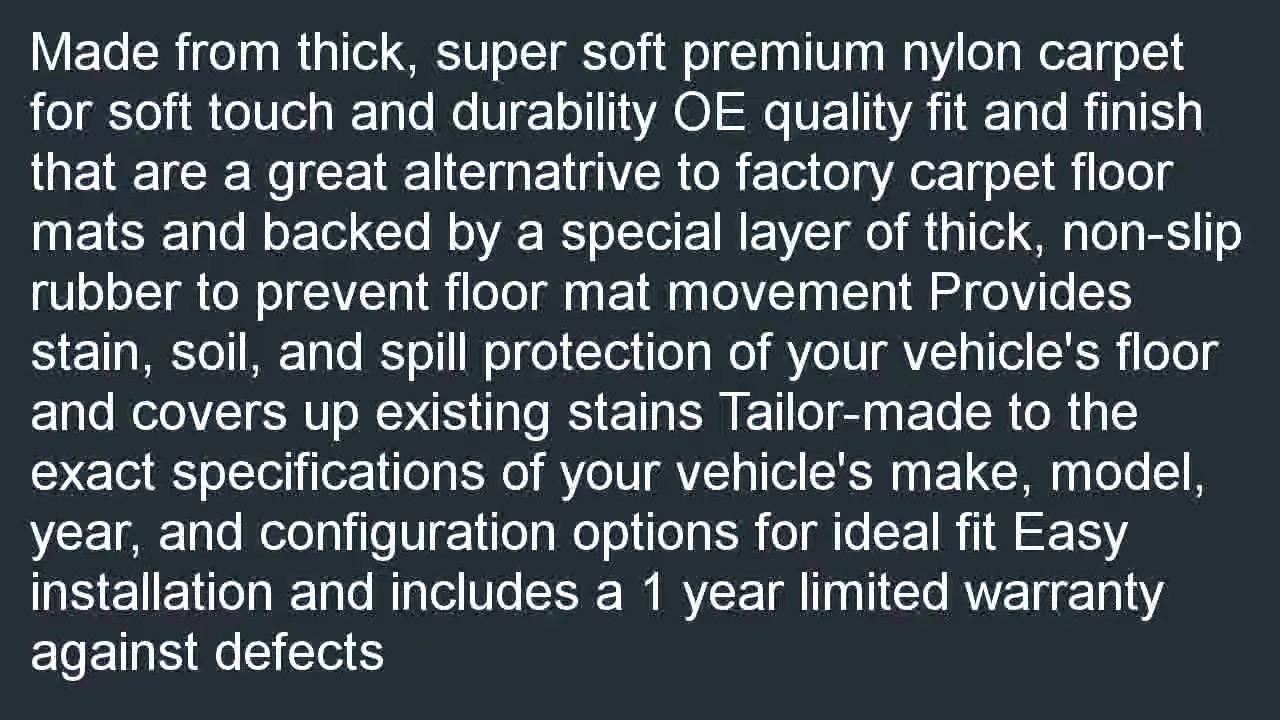 Made from thick, super soft premium nylon carpet
for soft touch and durability OE quality fit and finish
that are a great alternatrive to factory carpet floor
mats and backed by a special layer of thick, non-slip
rubber to prevent floor mat movement Provides
stain, soil, and spill protection of your vehicle's floor
and covers up existing stains Tailor-made to the
exact specifications of your vehicle's make, model,
year, and configuration options for ideal fit Easy
installation and includes a 1 year limited warranty
against defects